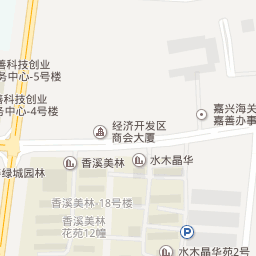 善科技创业
务中心-5号楼
善科技创业
务中心-4号楼
嘉兴海关
嘉善办事
经济开发区
商会大厦
香溪美林
水木晶华
绿城园林
香溪美林-18号楼
香溪美林
花苑12幢
P
水木晶华苑2号